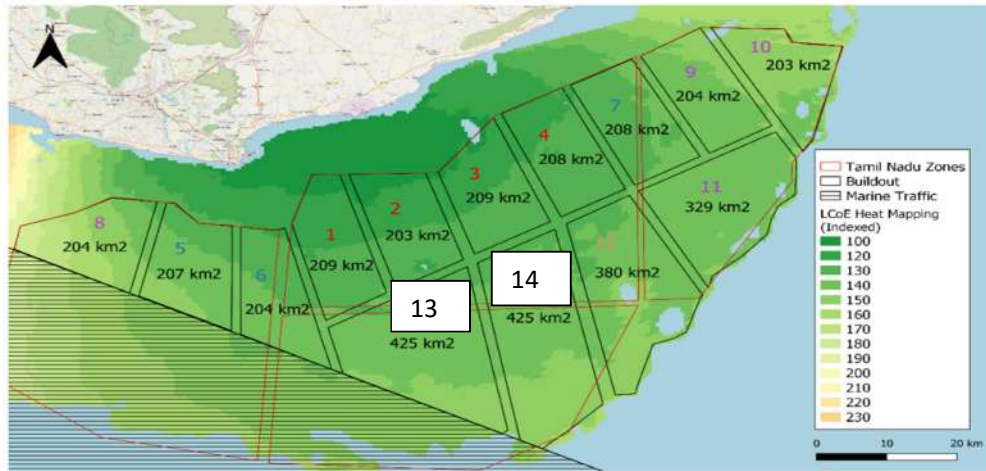 N
10
203 km2
9
204 km2
7
208 km2
4
208 km2
3
209 km2
11
329 km2
2
203 km2
1
209 km2
8
204 km2
5
207 km2
6
204 km2
380 km2
13
14
425 km2
425 km2
Tamil Nadu Zones
Buildout
Marine Traffic
LCoE Heat Mapping
(Indexed)
100
120
130
140
150
160
170
180
190
200
210
220
230
0 10 20 km